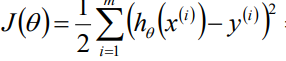 J(θ) = 1/2 ∑_{i=1}^{m} (h_θ(x^{(i)}) − y^{(i)})²